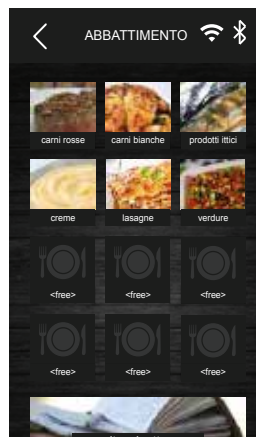 ABBATTIMENTO
carni rosse carni bianche prodotti ittici
creme lasagne verdure
<free> <free> <free>
<free> <free> <free>